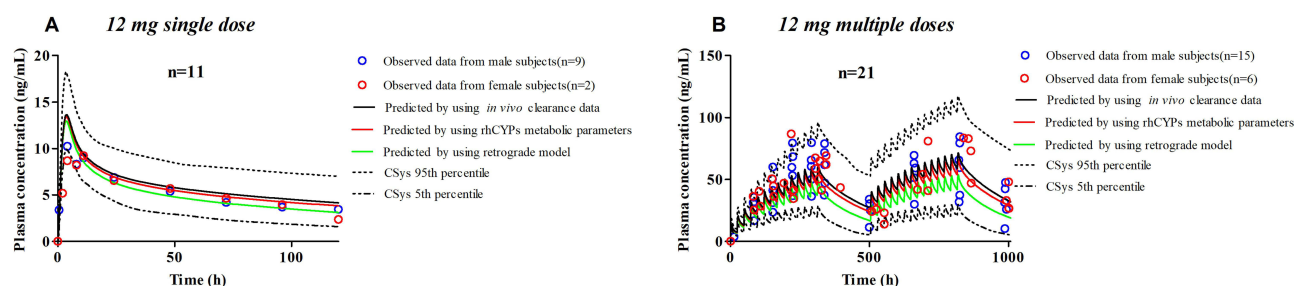 A 12 mg single dose
Plasma concentration (ng/mL)
20
15
10
5
0
0
50
100
Time (h)
n=11
Observed data from male subjects(n=9)
Observed data from female subjects(n=2)
Predicted by using in vivo clearance data
Predicted by using rhCYPs metabolic parameters
Predicted by using retrograde model
CSys 95th percentile
CSys 5th percentile
B 12 mg multiple doses
Plasma concentration (ng/mL)
150
100
50
0
0
500
1000
Time (h)
n=21
Observed data from male subjects(n=15)
Observed data from female subjects(n=6)
Predicted by using in vivo clearance data
Predicted by using rhCYPs metabolic parameters
Predicted by using retrograde model
CSys 95th percentile
CSys 5th percentile